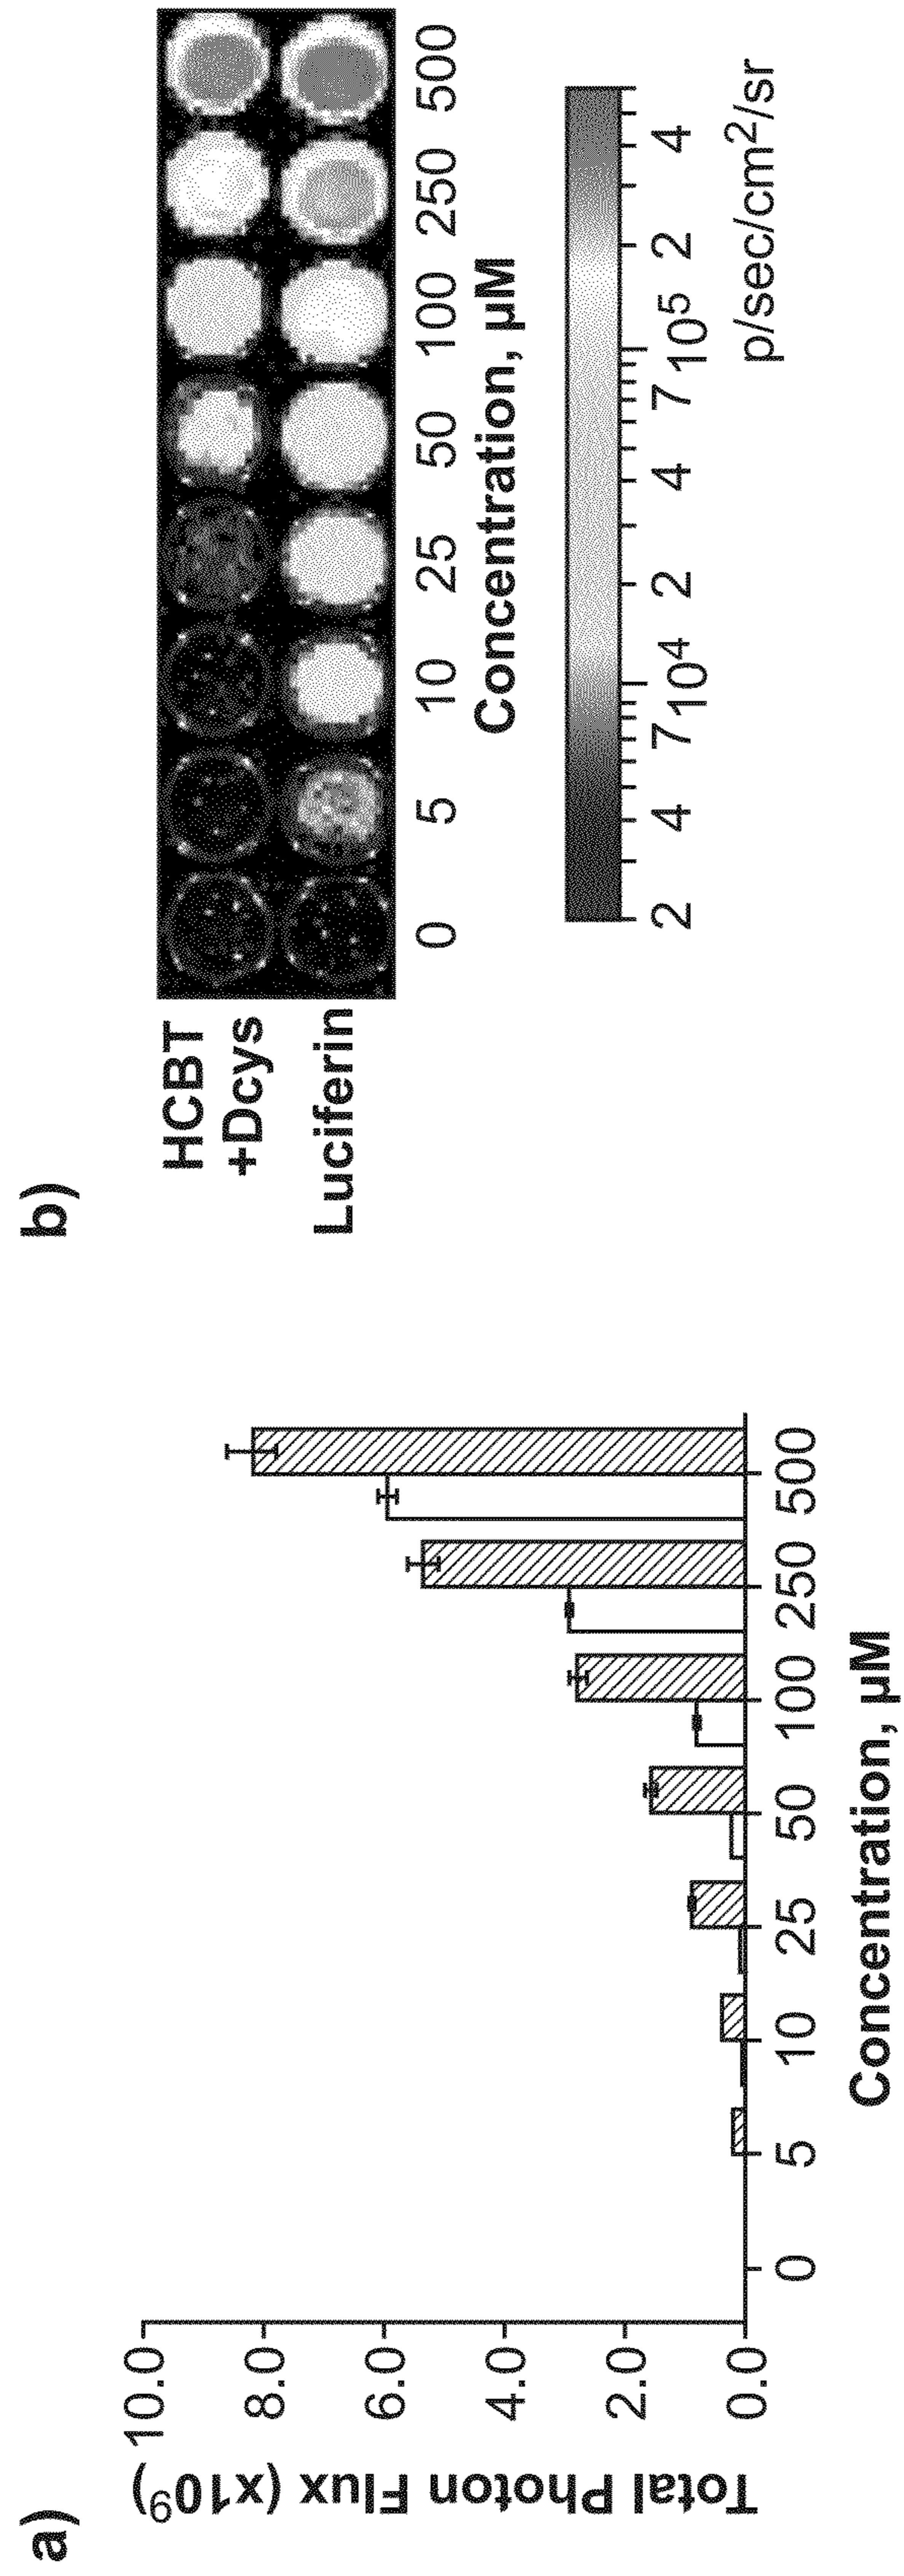 a)
Total Photon Flux (x10⁹)
10.0
8.0
6.0
4.0
2.0
0.0
0 5 10 25 50 100 250 500
Concentration, µM
b)
HCBT
+Dcys
Luciferin
0 5 10 25 50 100 250 500
Concentration, µM
2 4 7 10⁴ 2 4 7 10⁵ 2 4
p/sec/cm²/sr